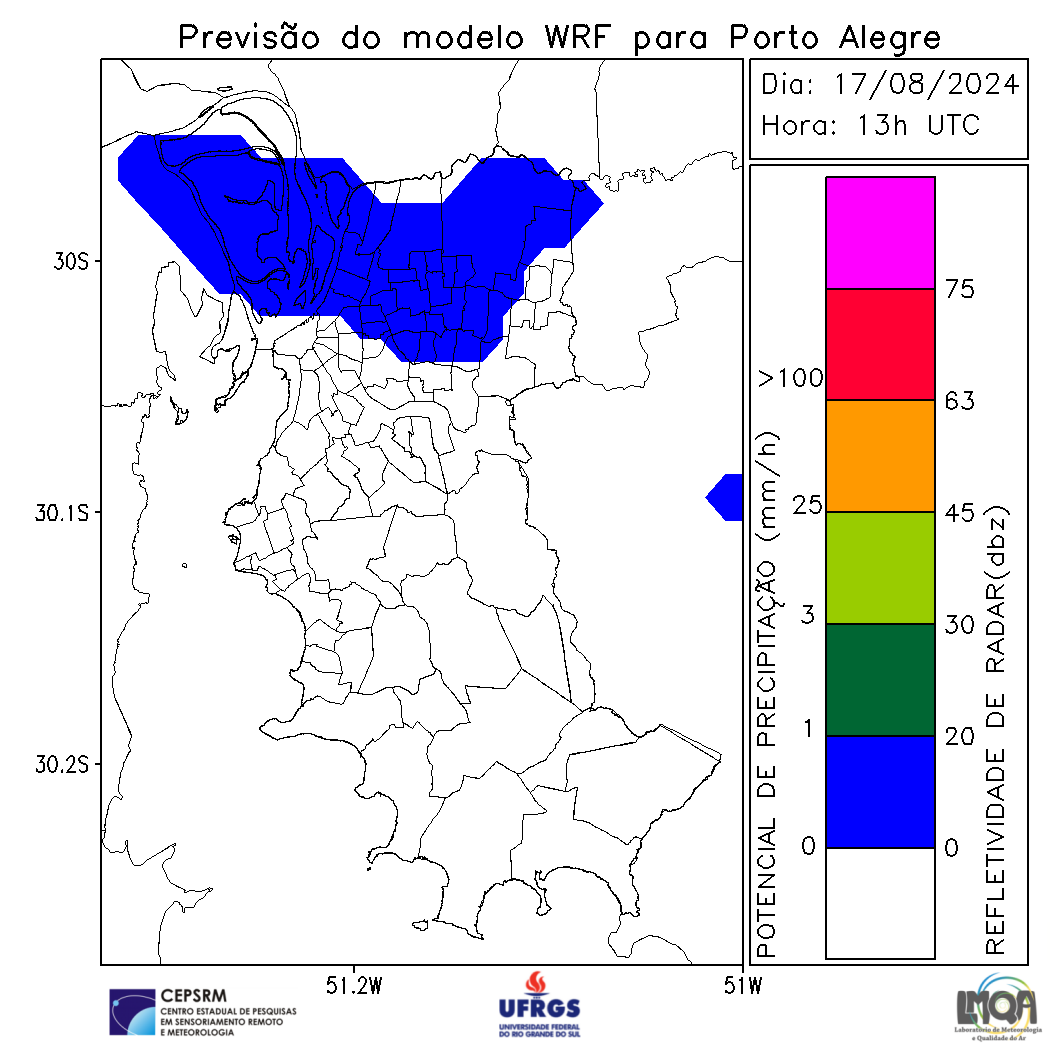 Previsão do modelo WRF para Porto Alegre
Dia: 17/08/2024
Hora: 13h UTC
30S
30.1S
30.2S
51.2W
51W
POTENCIAL DE PRECIPITAÇÃO (mm/h)
>100
25
3
1
0
75
63
45
30
20
0
REFLETIVIDADE DE RADAR(dbz)
CEPSRM
CENTRO ESTADUAL DE PESQUISAS
EM SENSORIAMENTO REMOTO
E METEOROLOGIA
UFRGS
UNIVERSIDADE FEDERAL
DO RIO GRANDE DO SUL
LMQA
Laboratório de Meteorologia
e Qualidade do Ar